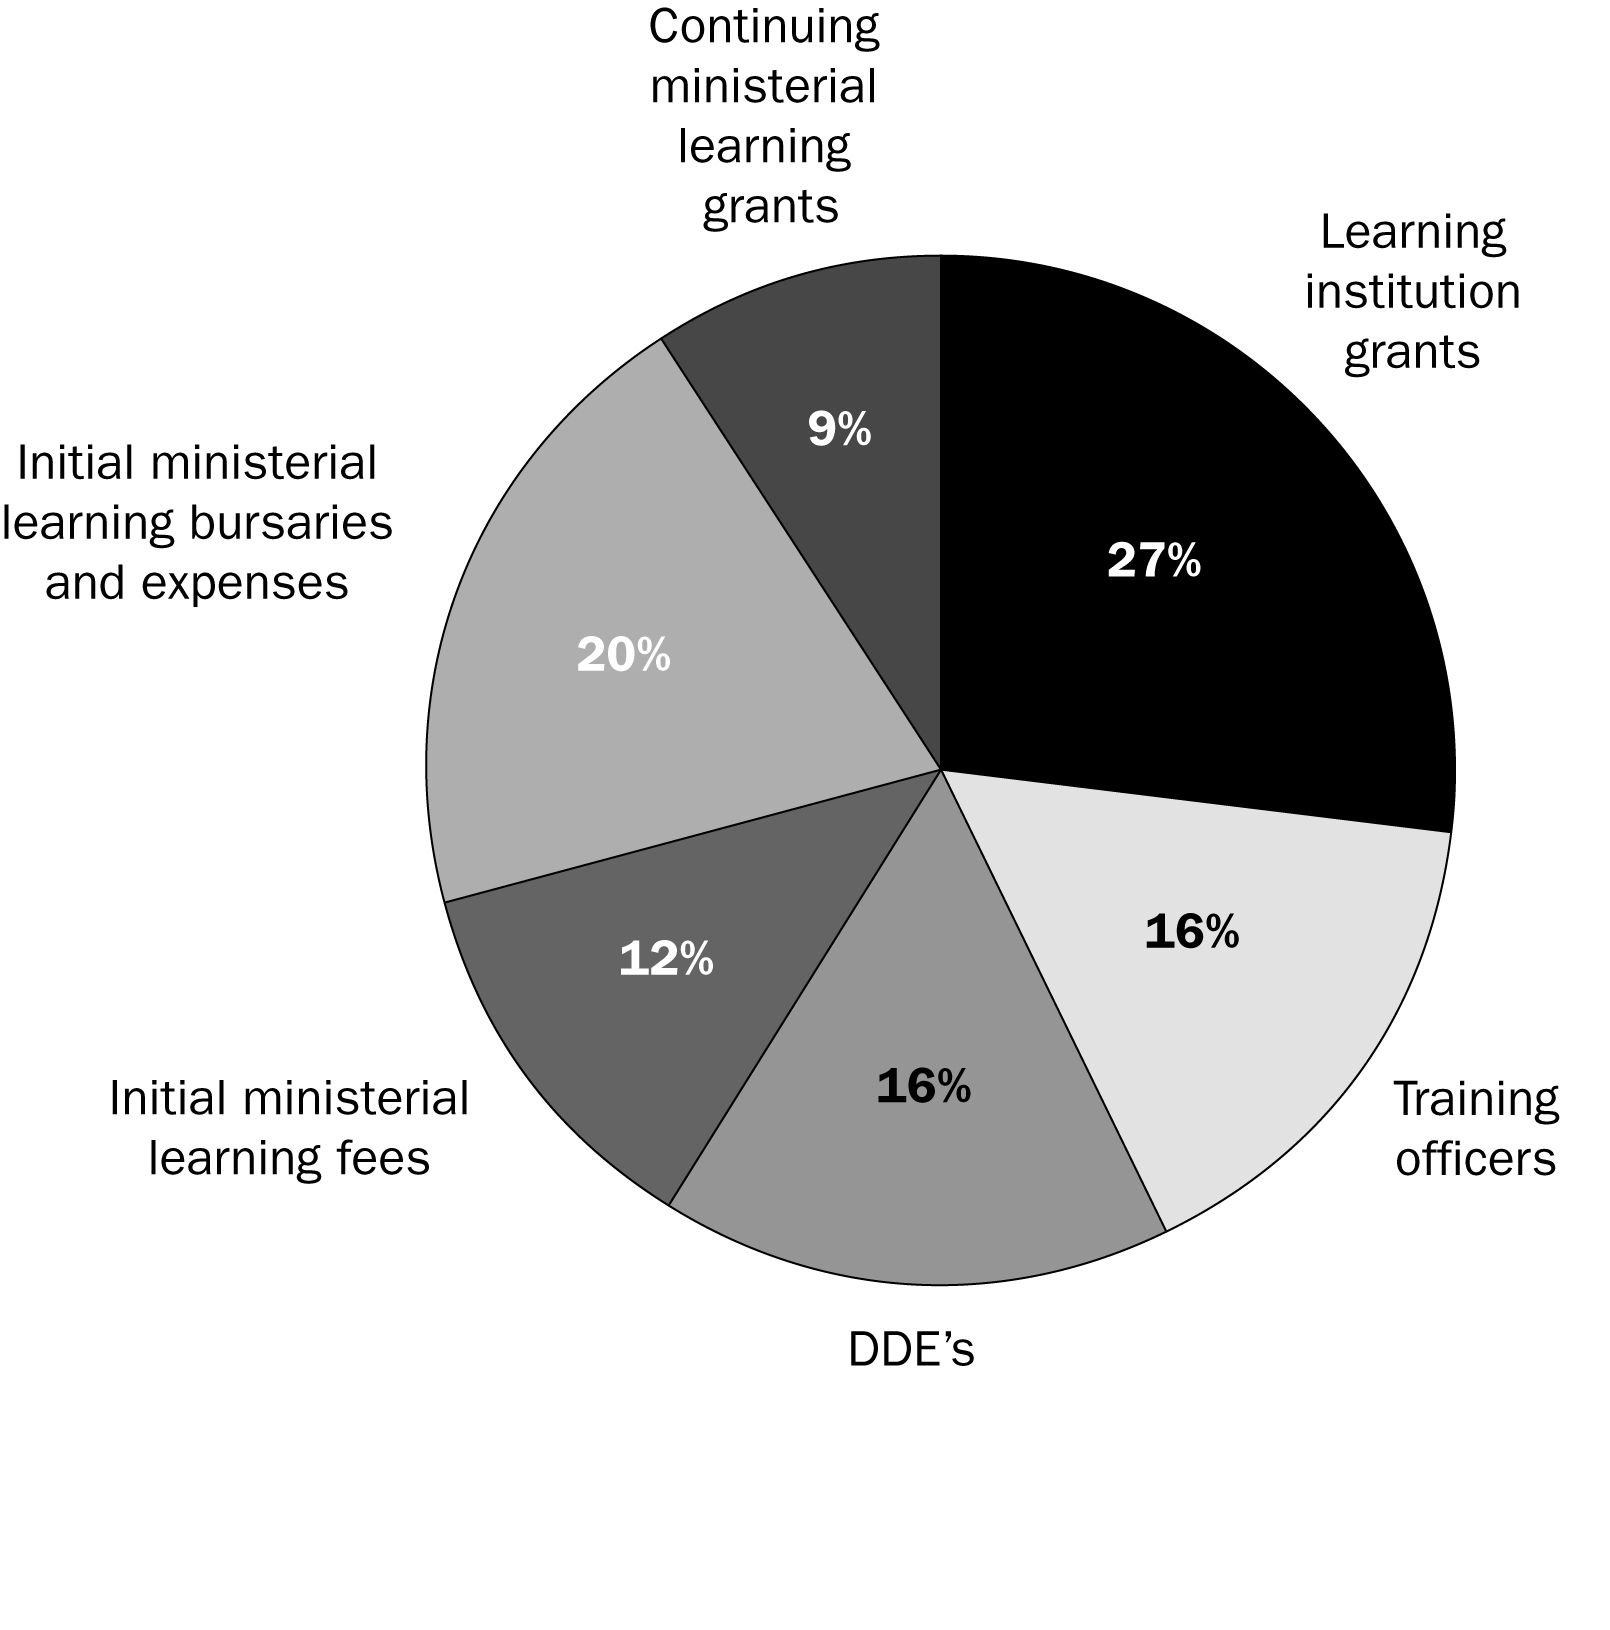 Continuing
ministerial
learning
grants
Learning
institution
grants
9%
Initial ministerial
learning bursaries
and expenses
27%
20%
16%
12%
16%
Initial ministerial
learning fees
Training
officers
DDE’s